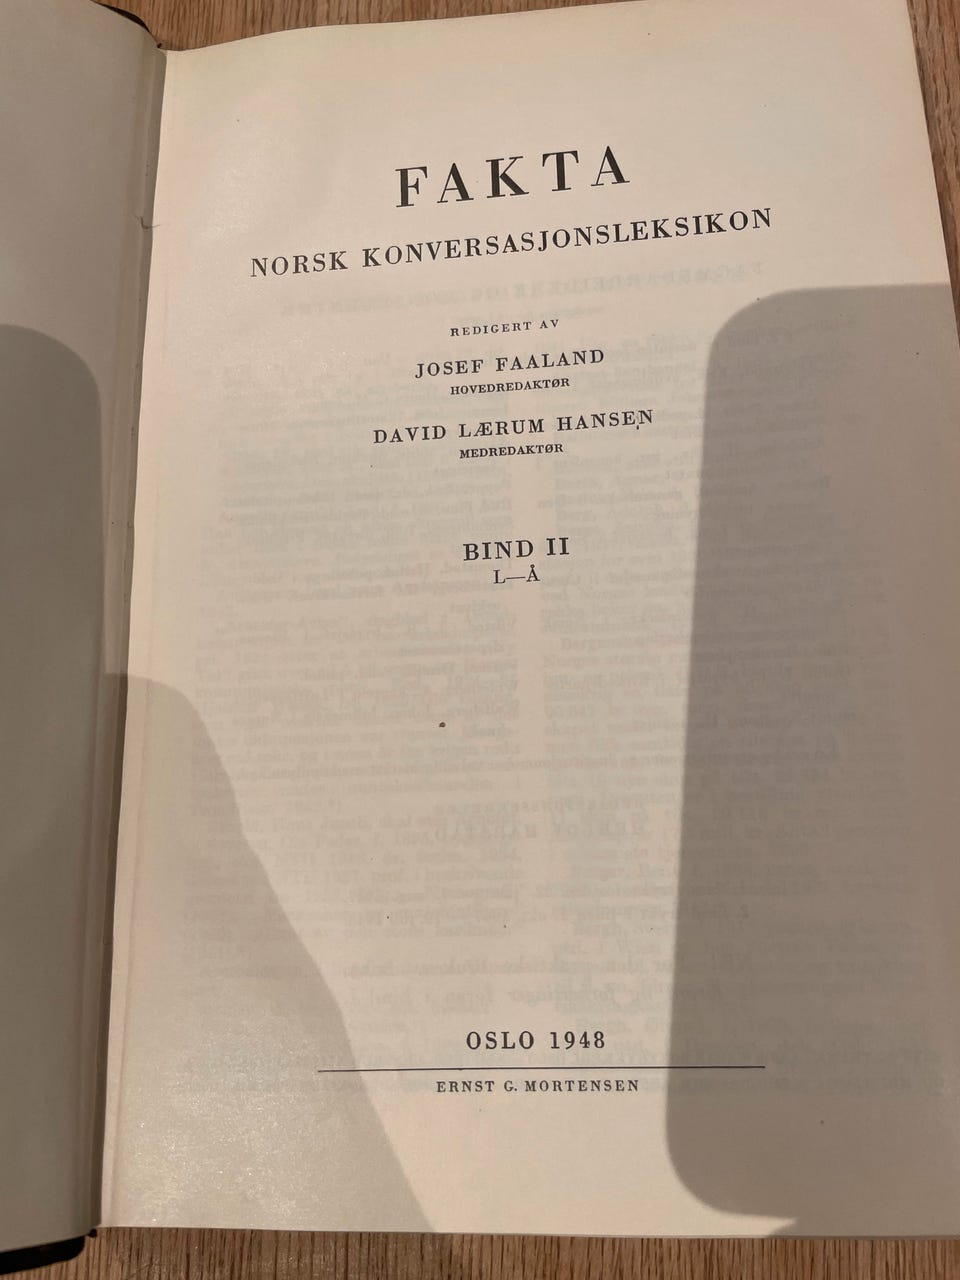 FAKTA
NORSK KONVERSASJONSLEKSIKON
REDIGERT AV
JOSEF FAALAND
HOVEDREDAKTØR
DAVID LÆRUM HANSEN
MEDREDAKTØR
BIND II
L—Å
OSLO 1948
ERNST G. MORTENSEN